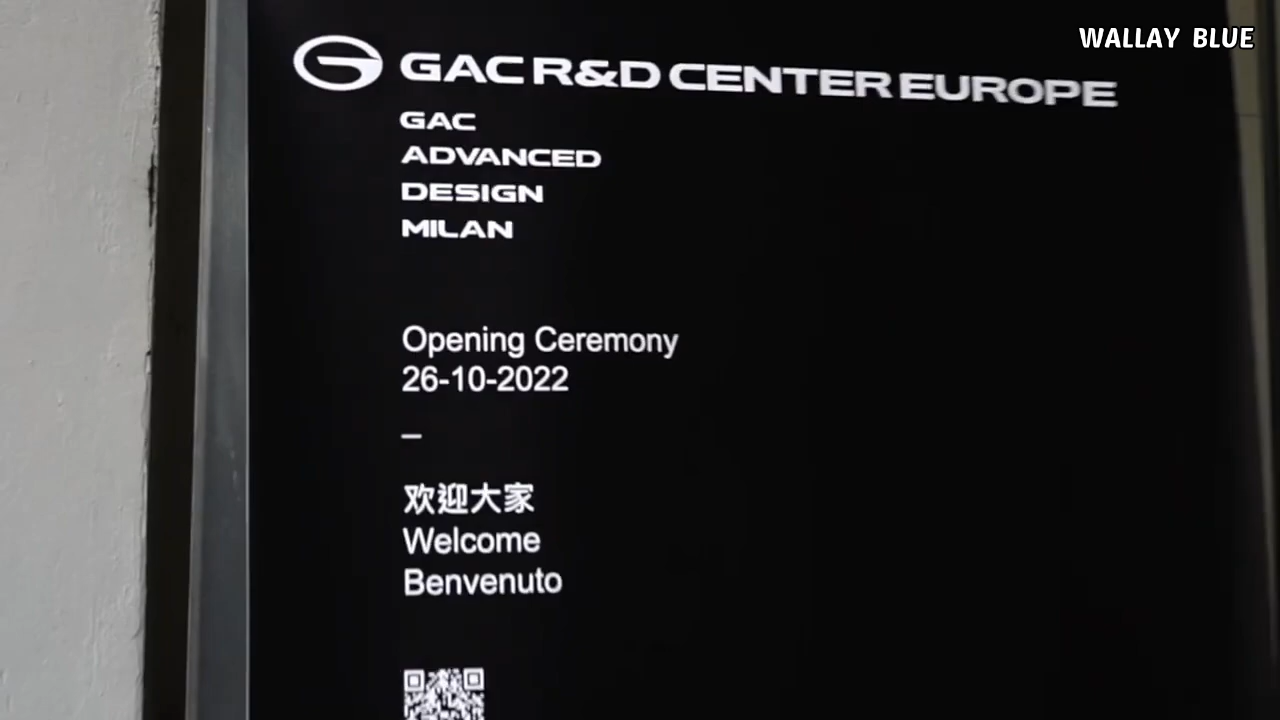 WALLAY BLUE
GAC R&D CENTER EUROPE
GAC
ADVANCED
DESIGN
MILAN
Opening Ceremony
26-10-2022
–
欢迎大家
Welcome
Benvenuto